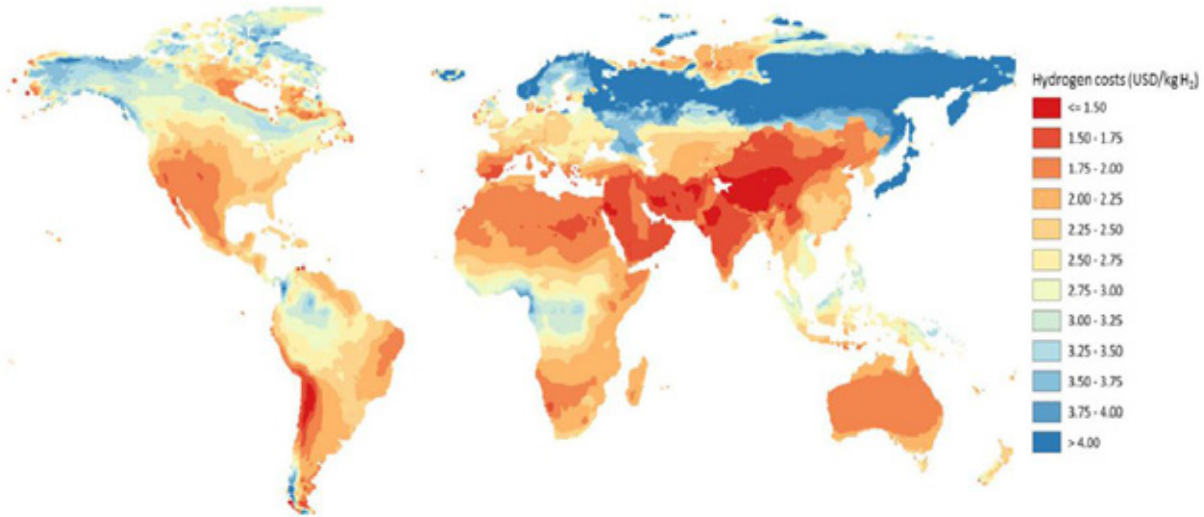 Hydrogen costs (USD/kg H₂)
<= 1.50
1.50 - 1.75
1.75 - 2.00
2.00 - 2.25
2.25 - 2.50
2.50 - 2.75
2.75 - 3.00
3.00 - 3.25
3.25 - 3.50
3.50 - 3.75
3.75 - 4.00
> 4.00